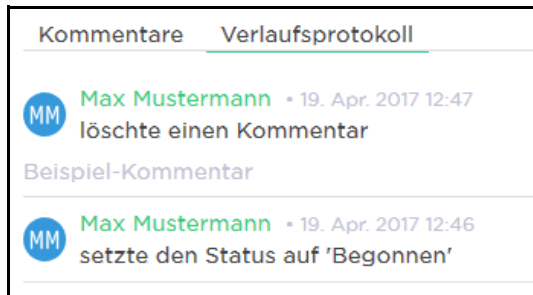 Kommentare Verlaufsprotokoll
MM Max Mustermann • 19. Apr. 2017 12:47
löschte einen Kommentar
Beispiel-Kommentar
MM Max Mustermann • 19. Apr. 2017 12:46
setzte den Status auf 'Begonnen'